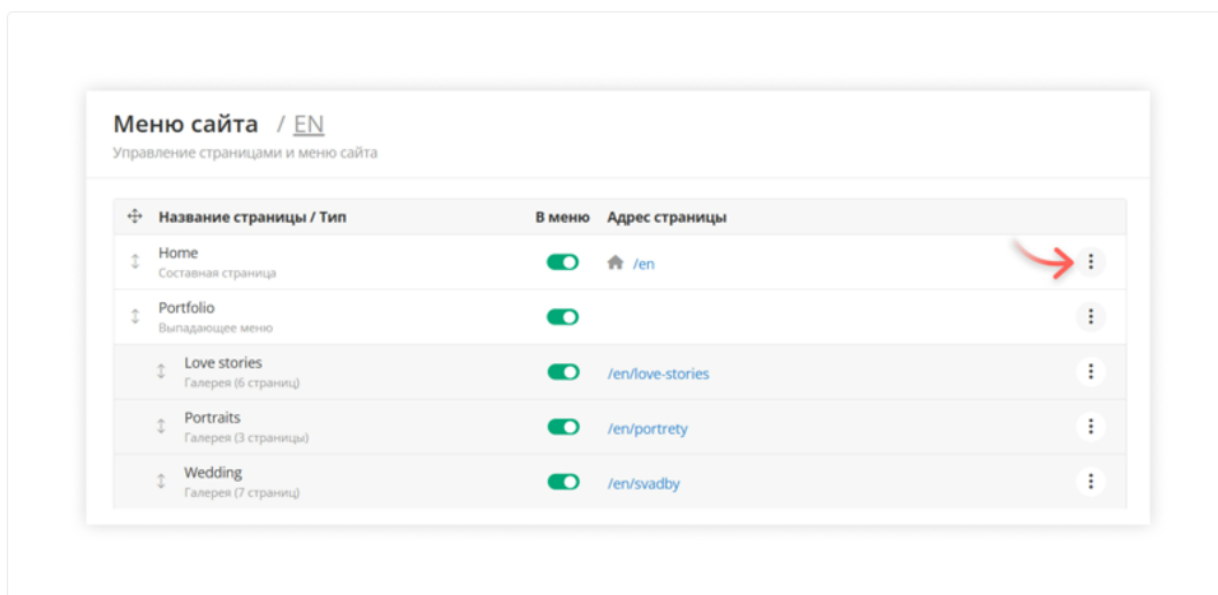 Меню сайта / EN
Управление страницами и меню сайта
Название страницы / Тип В меню Адрес страницы
Home
Составная страница
/en
Portfolio
Выпадающее меню
Love stories
Галерея (6 страниц)
/en/love-stories
Portraits
Галерея (3 страницы)
/en/portrety
Wedding
Галерея (7 страниц)
/en/svadby